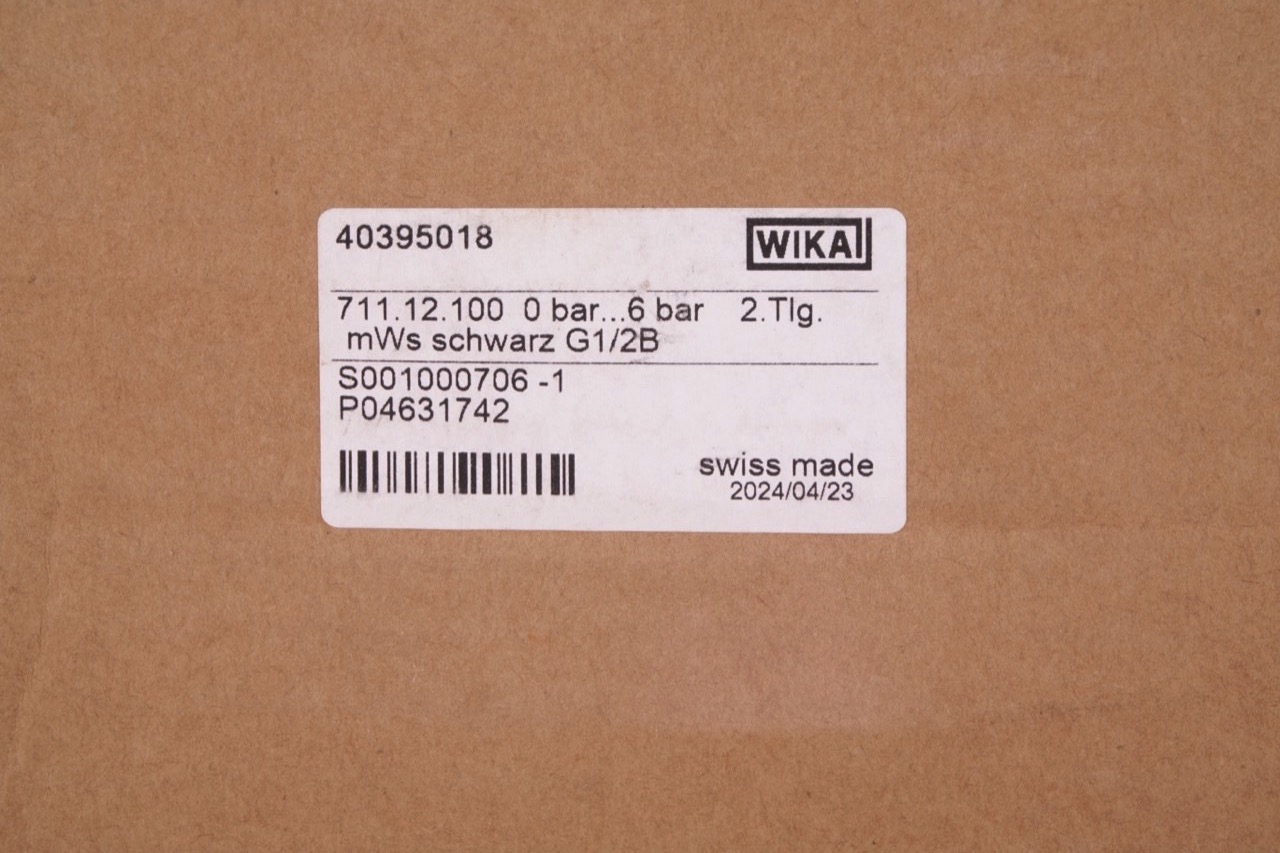 40395018
WIKA
711.12.100 0 bar...6 bar 2.Tlg.
mWs schwarz G1/2B
S001000706 -1
P04631742
swiss made
2024/04/23